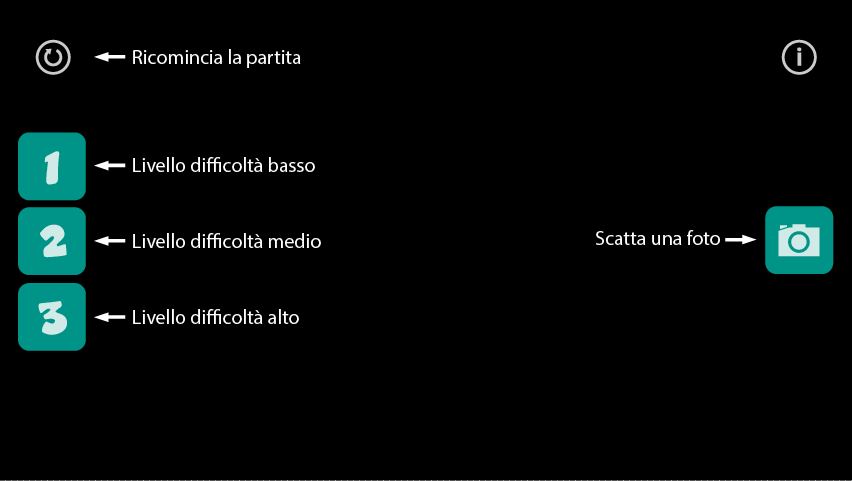 Ricomincia la partita
i
1
Livello difficoltà basso
2
Livello difficoltà medio
Scatta una foto
3
Livello difficoltà alto